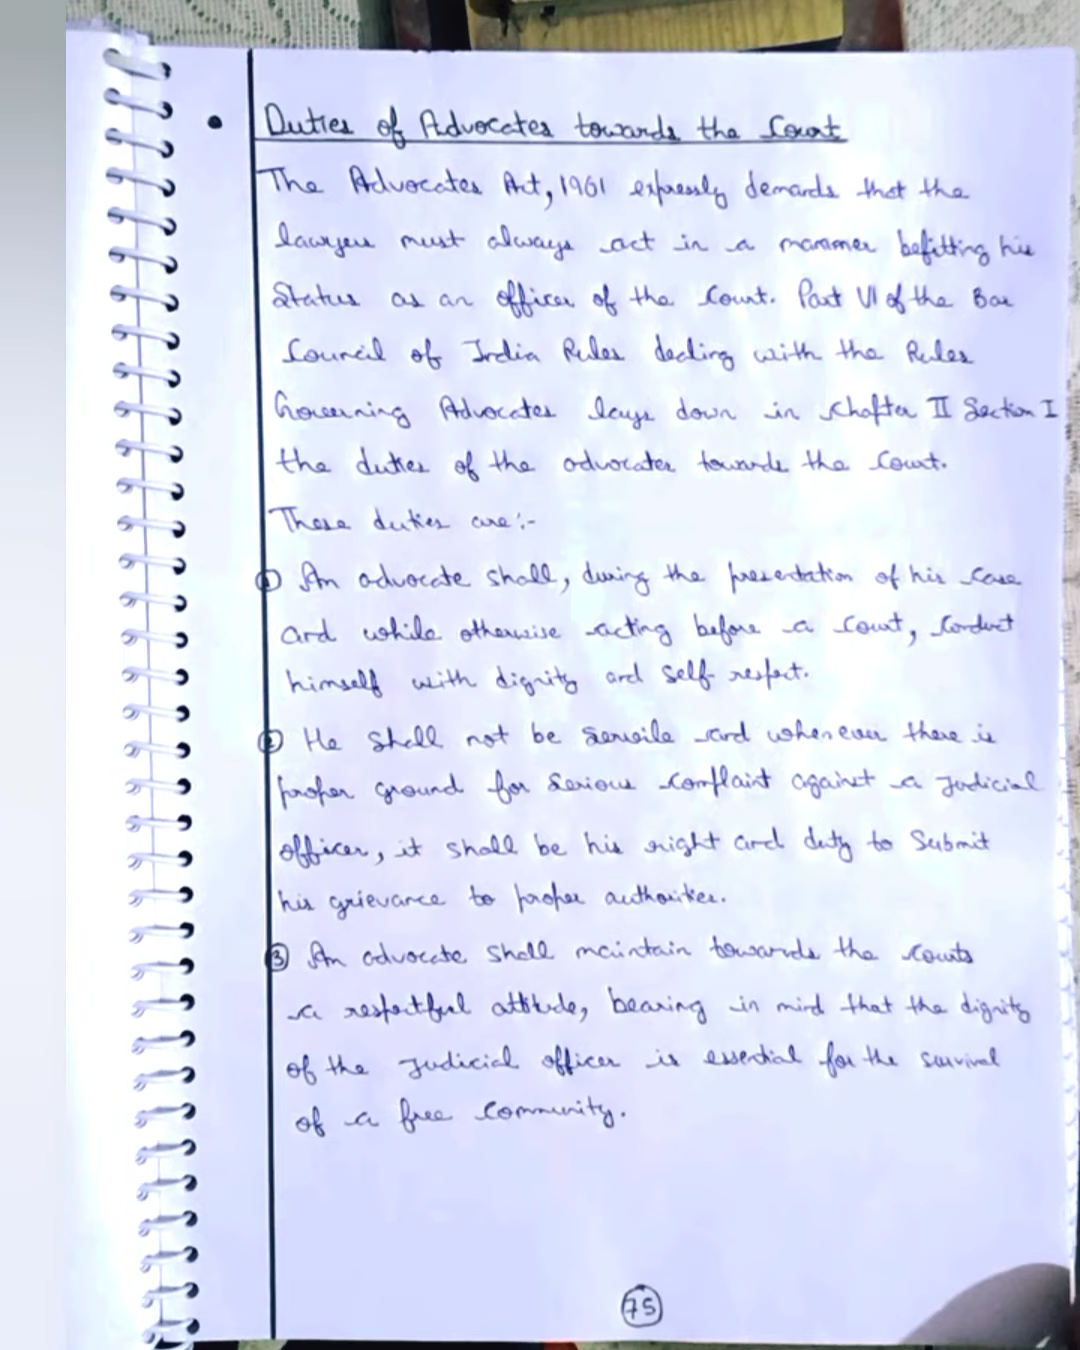 • Duties of Advocates towards the Court
The Advocates Act, 1961 expressly demands that the
lawyers must always act in a manner befitting his
Status as an officer of the Court. Part VI of the Bar
Council of India Rules dealing with the Rules
Governing Advocates lays down in Chapter II Section I
the duties of the advocates towards the Court.
These duties are:-
① An advocate shall, during the presentation of his case
and while otherwise acting before a court, conduct
himself with dignity and self-respect.
② He shall not be servile and whenever there is
proper ground for serious complaint against a judicial
officer, it shall be his right and duty to submit
his grievance to proper authorities.
③ An advocate shall maintain towards the courts
a respectful attitude, bearing in mind that the dignity
of the judicial officer is essential for the survival
of a free community.
75